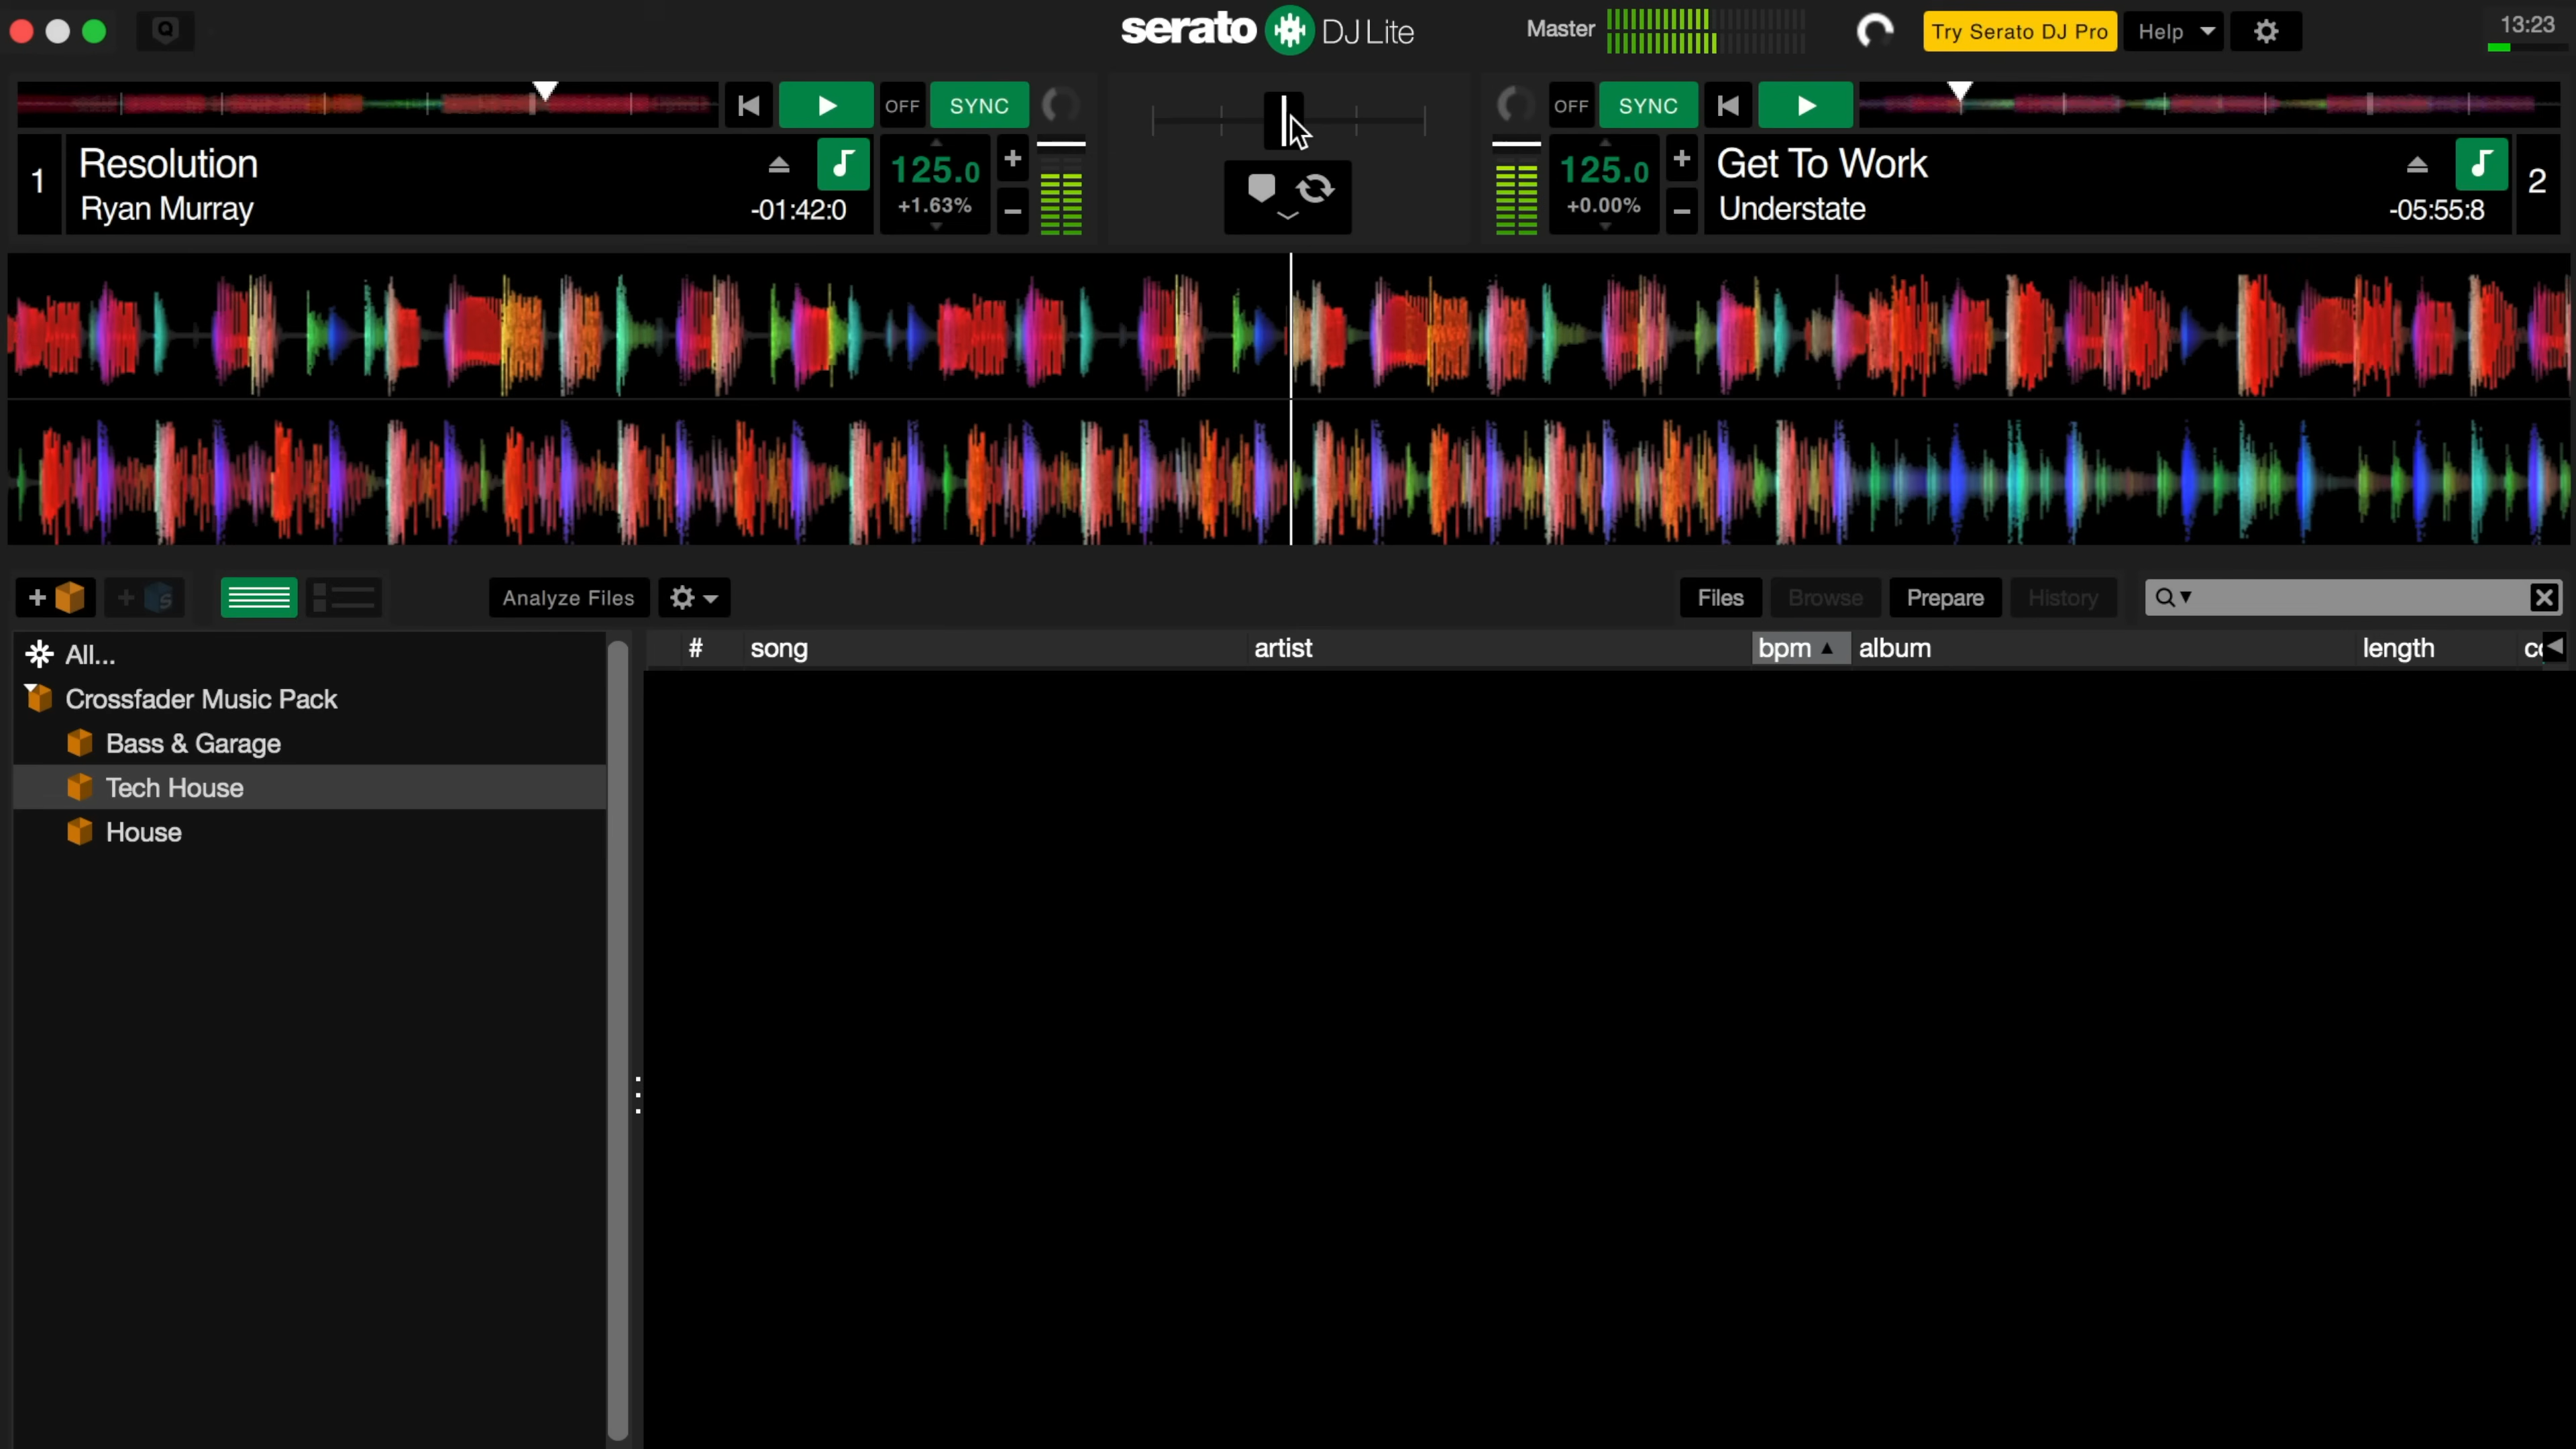 serato DJ Lite
Master
Try Serato DJ Pro
Help
13:23
OFF
SYNC
OFF
SYNC
1
Resolution
Ryan Murray
-01:42:0
125.0
+1.63%
+
−
125.0
+0.00%
+
−
Get To Work
Understate
-05:55:8
2
+
+
Analyze Files
Files
Browse
Prepare
History
All...
Crossfader Music Pack
Bass & Garage
Tech House
House
#
song
artist
bpm
album
length